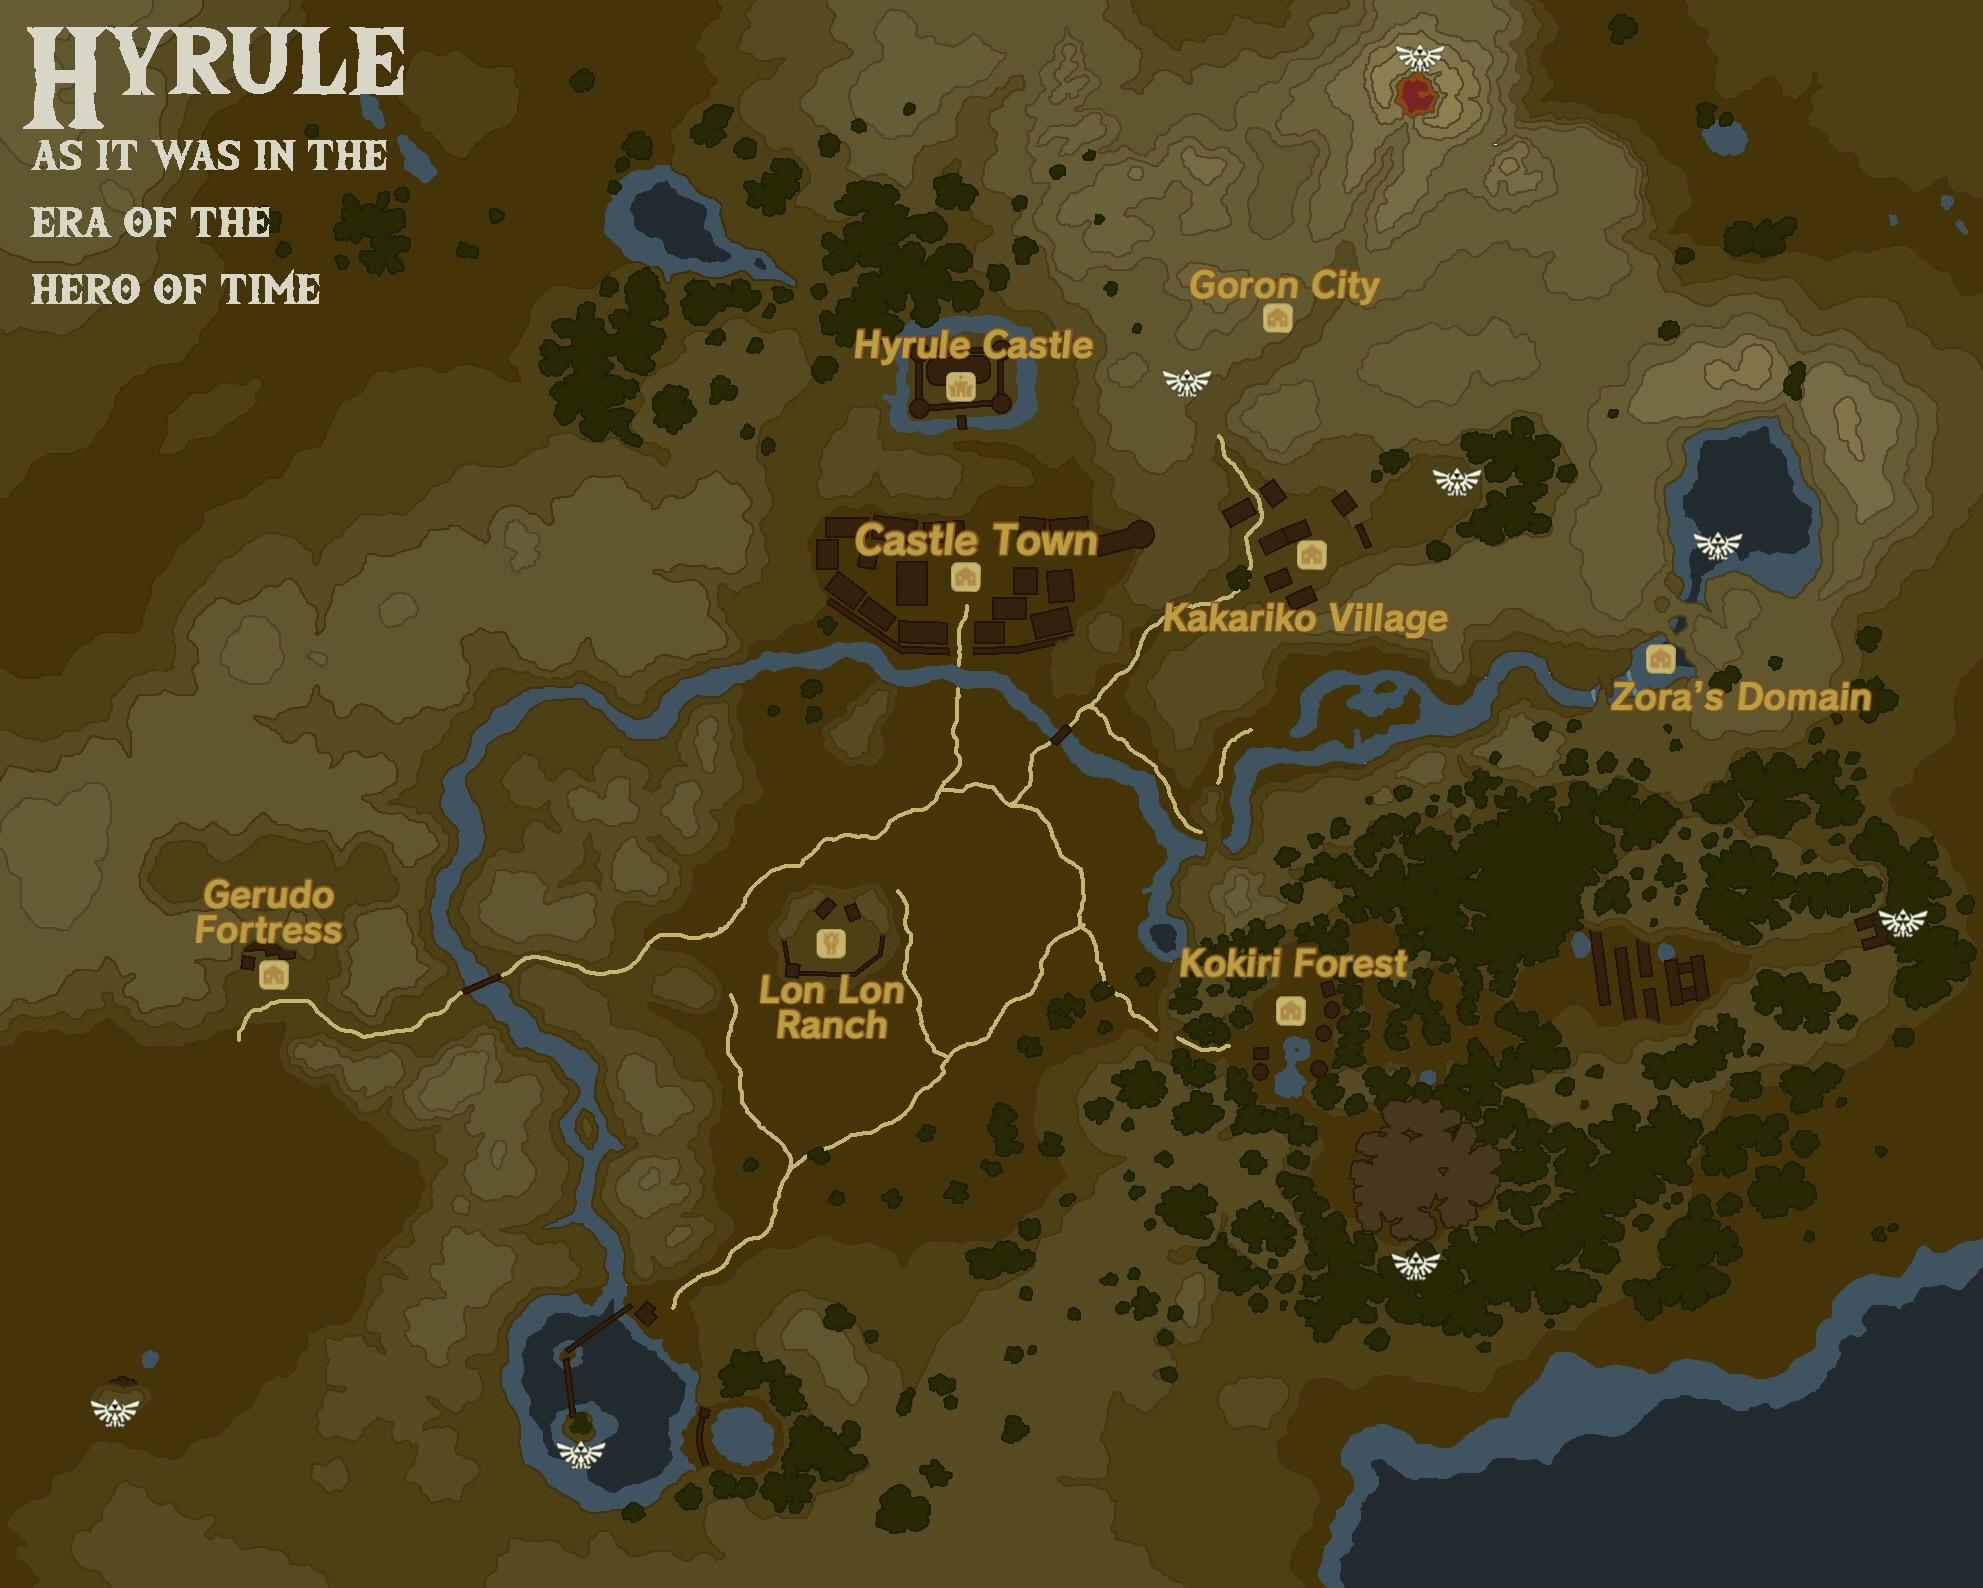 HYRULE
AS IT WAS IN THE
ERA OF THE
HERO OF TIME
Goron City
Hyrule Castle
Castle Town
Kakariko Village
Zora's Domain
Gerudo
Fortress
Kokiri Forest
Lon Lon
Ranch